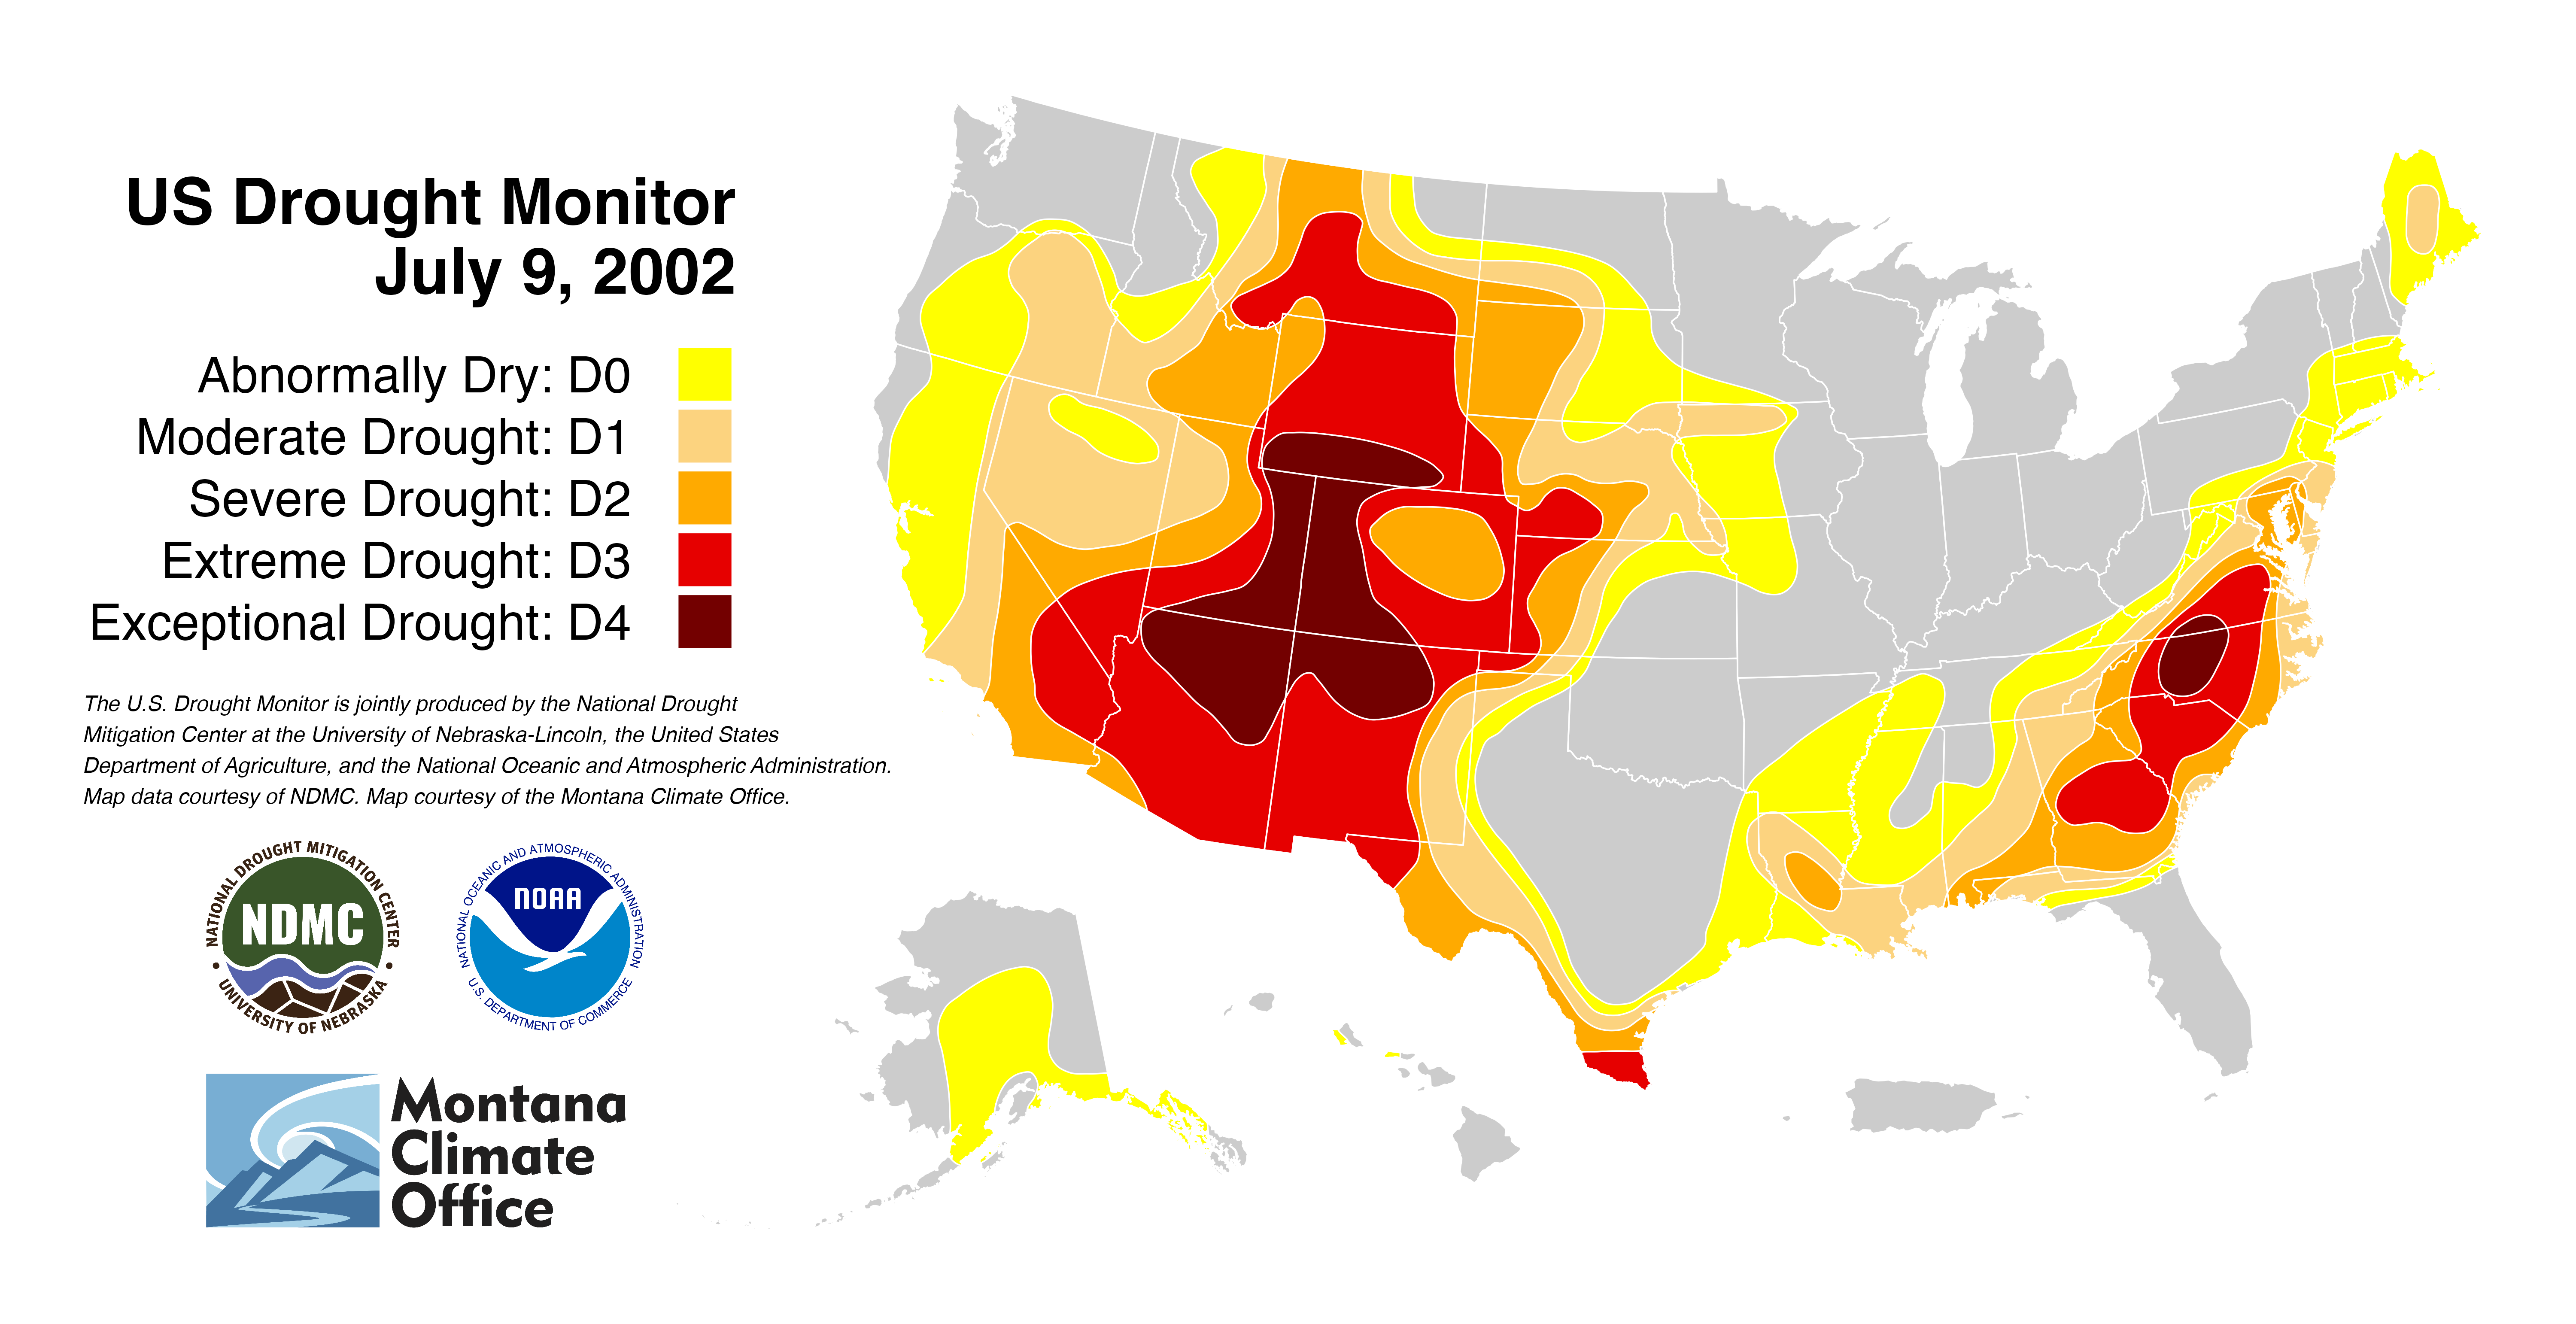 US Drought Monitor
July 9, 2002
Abnormally Dry: D0
Moderate Drought: D1
Severe Drought: D2
Extreme Drought: D3
Exceptional Drought: D4
The U.S. Drought Monitor is jointly produced by the National Drought
Mitigation Center at the University of Nebraska-Lincoln, the United States
Department of Agriculture, and the National Oceanic and Atmospheric Administration.
Map data courtesy of NDMC. Map courtesy of the Montana Climate Office.
NATIONAL DROUGHT MITIGATION CENTER
NDMC
• UNIVERSITY OF NEBRASKA •
NATIONAL OCEANIC AND ATMOSPHERIC ADMINISTRATION
NOAA
U.S. DEPARTMENT OF COMMERCE
Montana
Climate
Office